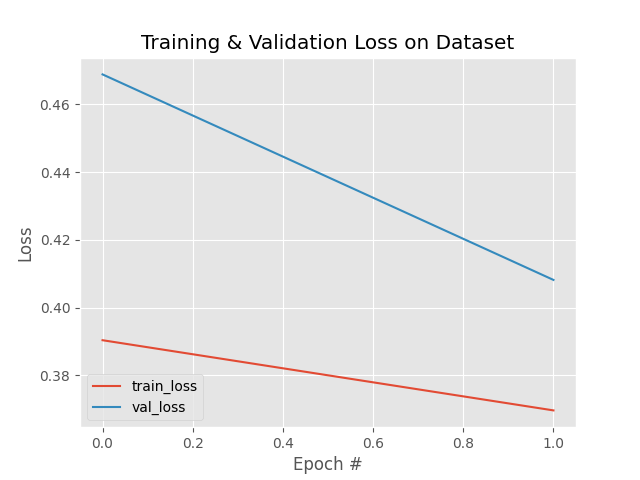 Training & Validation Loss on Dataset
Loss
0.46
0.44
0.42
0.40
0.38
train_loss
val_loss
0.0 0.2 0.4 0.6 0.8 1.0
Epoch #